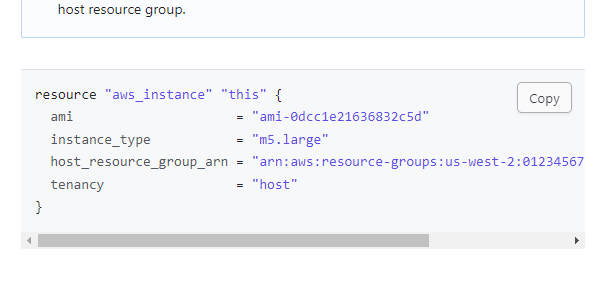 host resource group.
Copy
resource "aws_instance" "this" {
  ami                     = "ami-0dcc1e21636832c5d"
  instance_type           = "m5.large"
  host_resource_group_arn = "arn:aws:resource-groups:us-west-2:01234567
  tenancy                 = "host"
}